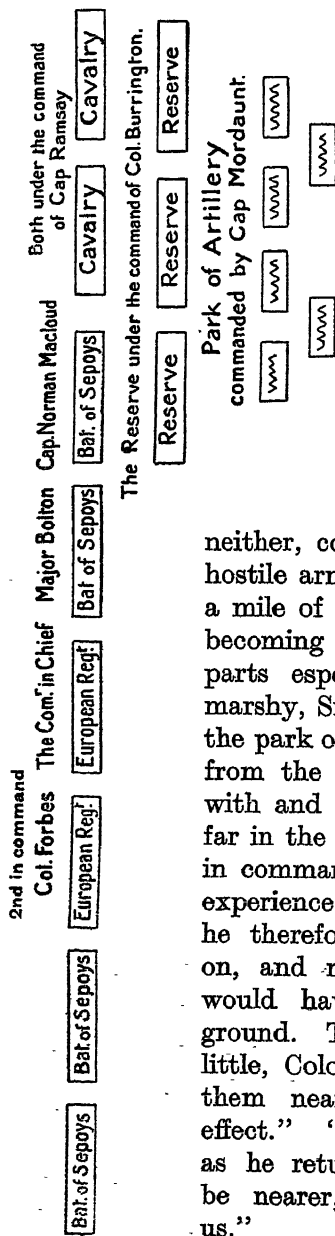 2nd in command
Col. Forbes
The Com.r in Chief
Major Bolton
Cap. Norman Macloud
Both under the command
of Cap Ramsay
Bat. of Sepoys
Bat. of Sepoys
European Reg.t
European Reg.t
Bat of Sepoys
Bat. of Sepoys
Cavalry
Cavalry
The Reserve under the command of Col. Burrington.
Reserve
Reserve
Reserve
Park of Artillery
commanded by Cap Mordaunt.
neither, co
hostile arn
a mile of
becoming
parts espe
marshy, Si
the park o
from the
with and
far in the
in comman
experience
he therefo
on, and r
would hav
ground. T
little, Colo
them nea
effect." '
as he retu
be nearer,
us."